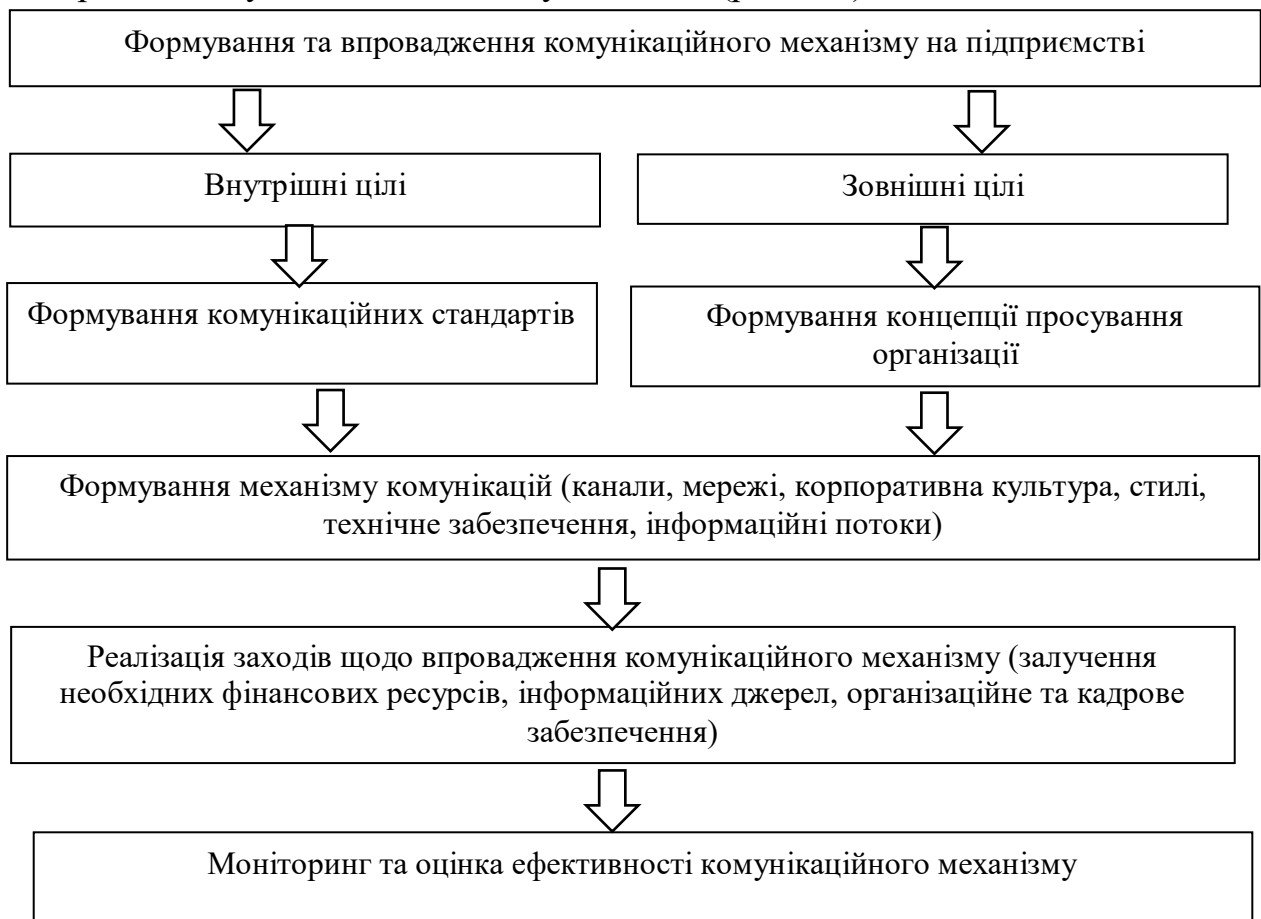 Формування та впровадження комунікаційного механізму на підприємстві
Внутрішні цілі
Зовнішні цілі
Формування комунікаційних стандартів
Формування концепції просування
організації
Формування механізму комунікацій (канали, мережі, корпоративна культура, стилі,
технічне забезпечення, інформаційні потоки)
Реалізація заходів щодо впровадження комунікаційного механізму (залучення
необхідних фінансових ресурсів, інформаційних джерел, організаційне та кадрове
забезпечення)
Моніторинг та оцінка ефективності комунікаційного механізму